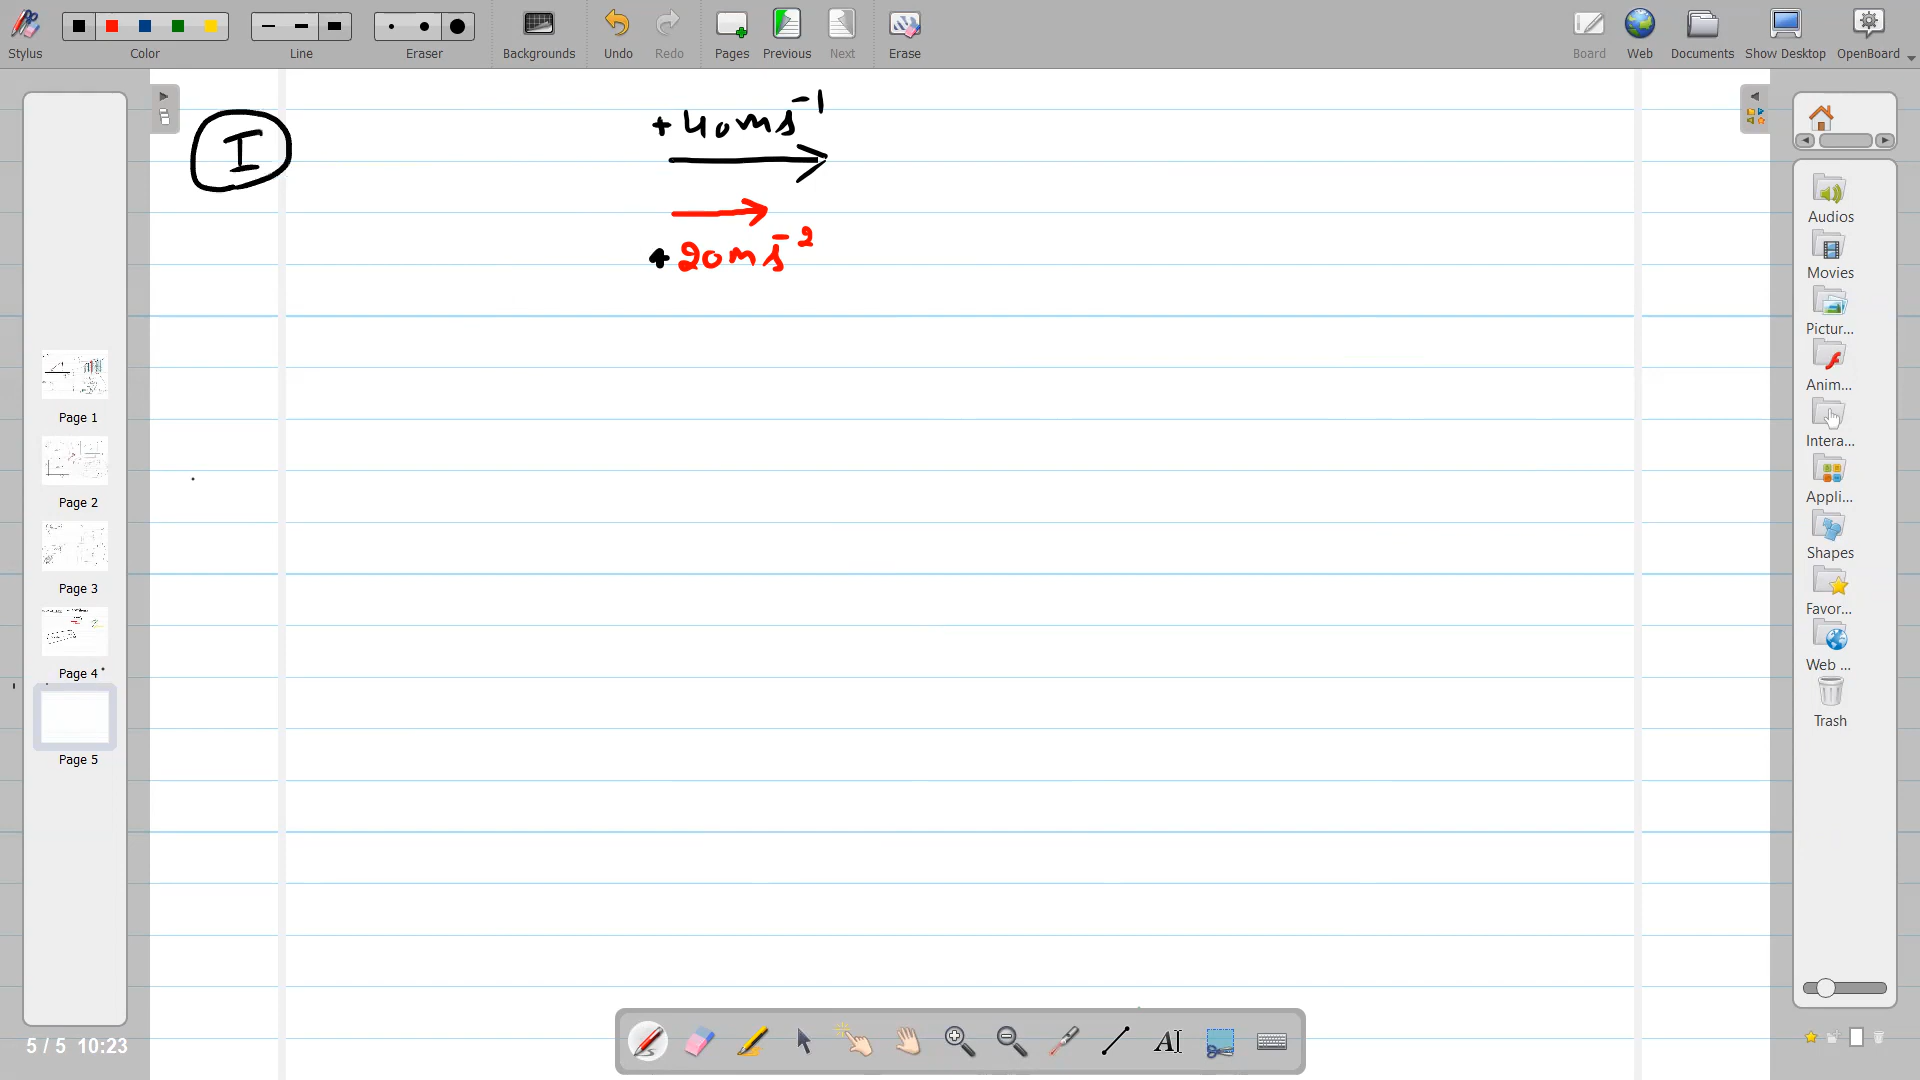 Stylus
Color
Line
Eraser
Backgrounds
Undo
Redo
Pages
Previous
Next
Erase
Board
Web
Documents
Show Desktop
OpenBoard
I
+40ms⁻¹
+20ms⁻²
Page 1
Page 2
Page 3
Page 4
Page 5
5 / 5 10:23
Audios
Movies
Pictur...
Anim...
Intera...
Appli...
Shapes
Favor...
Web ...
Trash